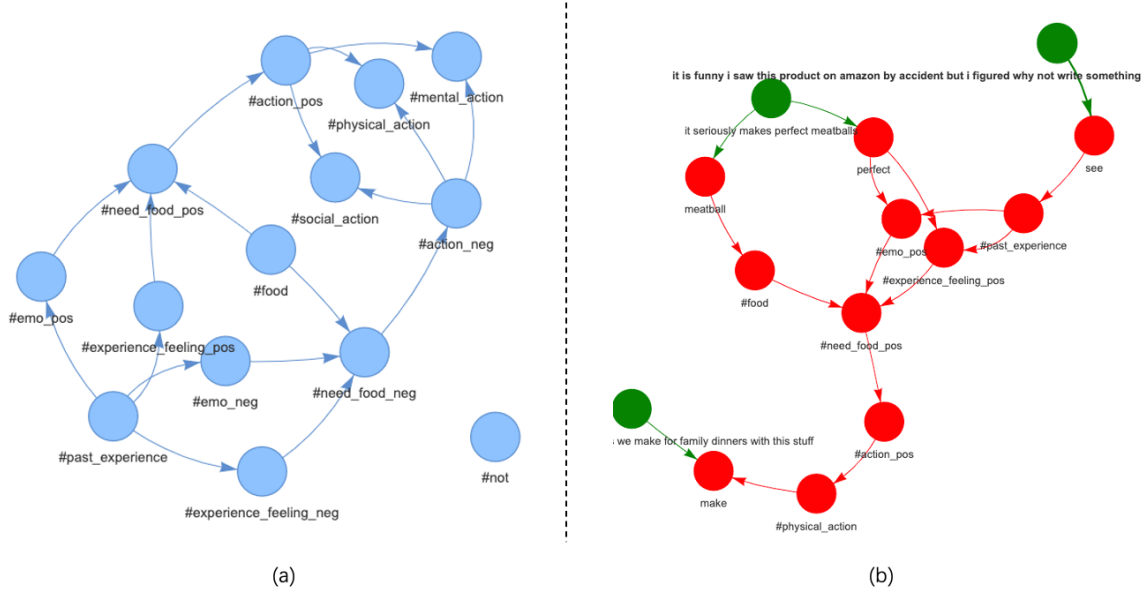 #action_pos
#mental_action
#physical_action
#need_food_pos
#social_action
#action_neg
#food
#emo_pos
#experience_feeling_pos
#need_food_neg
#emo_neg
#past_experience
#not
#experience_feeling_neg
(a)
it is funny i saw this product on amazon by accident but i figured why not write something
it seriously makes perfect meatballs
perfect
see
meatball
#emo_pos
#past_experience
#experience_feeling_pos
#food
#need_food_pos
we make for family dinners with this stuff
#action_pos
make
#physical_action
(b)